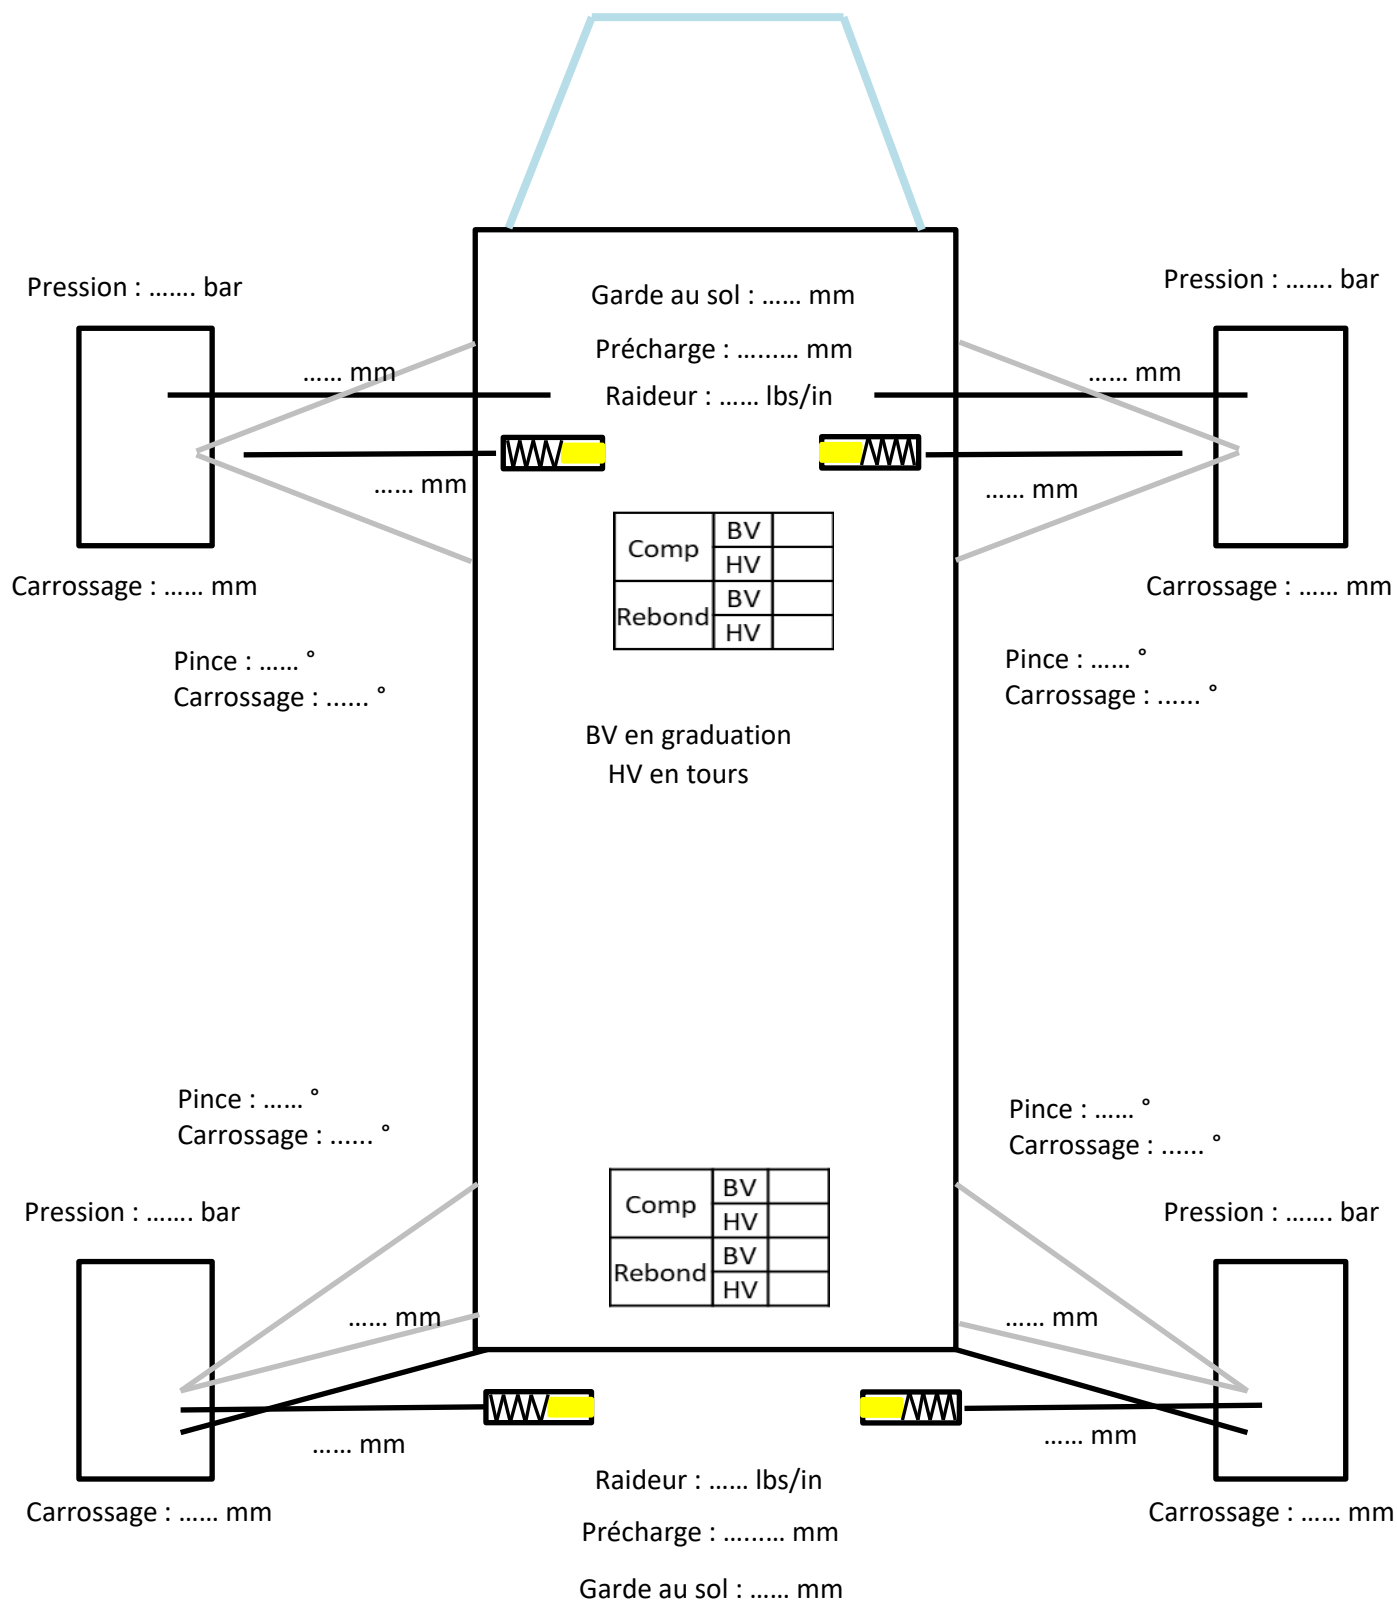 Pression : ....... bar
Pression : ....... bar
Garde au sol : ...... mm
Précharge : ......... mm
...... mm
Raideur : ...... lbs/in
...... mm
...... mm
...... mm
Comp BV
HV
Rebond BV
HV
Carrossage : ...... mm
Carrossage : ...... mm
Pince : ...... °
Carrossage : ...... °
Pince : ...... °
Carrossage : ...... °
BV en graduation
HV en tours
Pince : ...... °
Carrossage : ...... °
Pince : ...... °
Carrossage : ...... °
Comp BV
HV
Rebond BV
HV
Pression : ....... bar
Pression : ....... bar
...... mm
...... mm
...... mm
...... mm
Raideur : ...... lbs/in
Carrossage : ...... mm
Carrossage : ...... mm
Précharge : ......... mm
Garde au sol : ...... mm